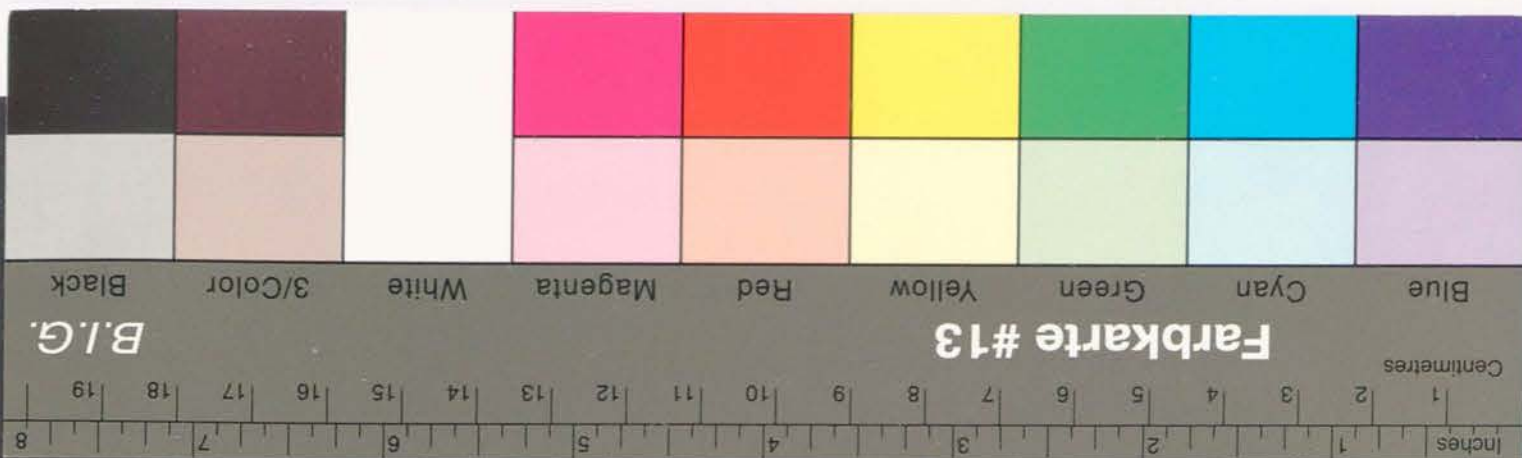 Inches 1 2 3 4 5 6 7 8
Centimetres 1 2 3 4 5 6 7 8 9 10 11 12 13 14 15 16 17 18 19
Farbkarte #13 B.I.G.
Blue Cyan Green Yellow Red Magenta White 3/Color Black